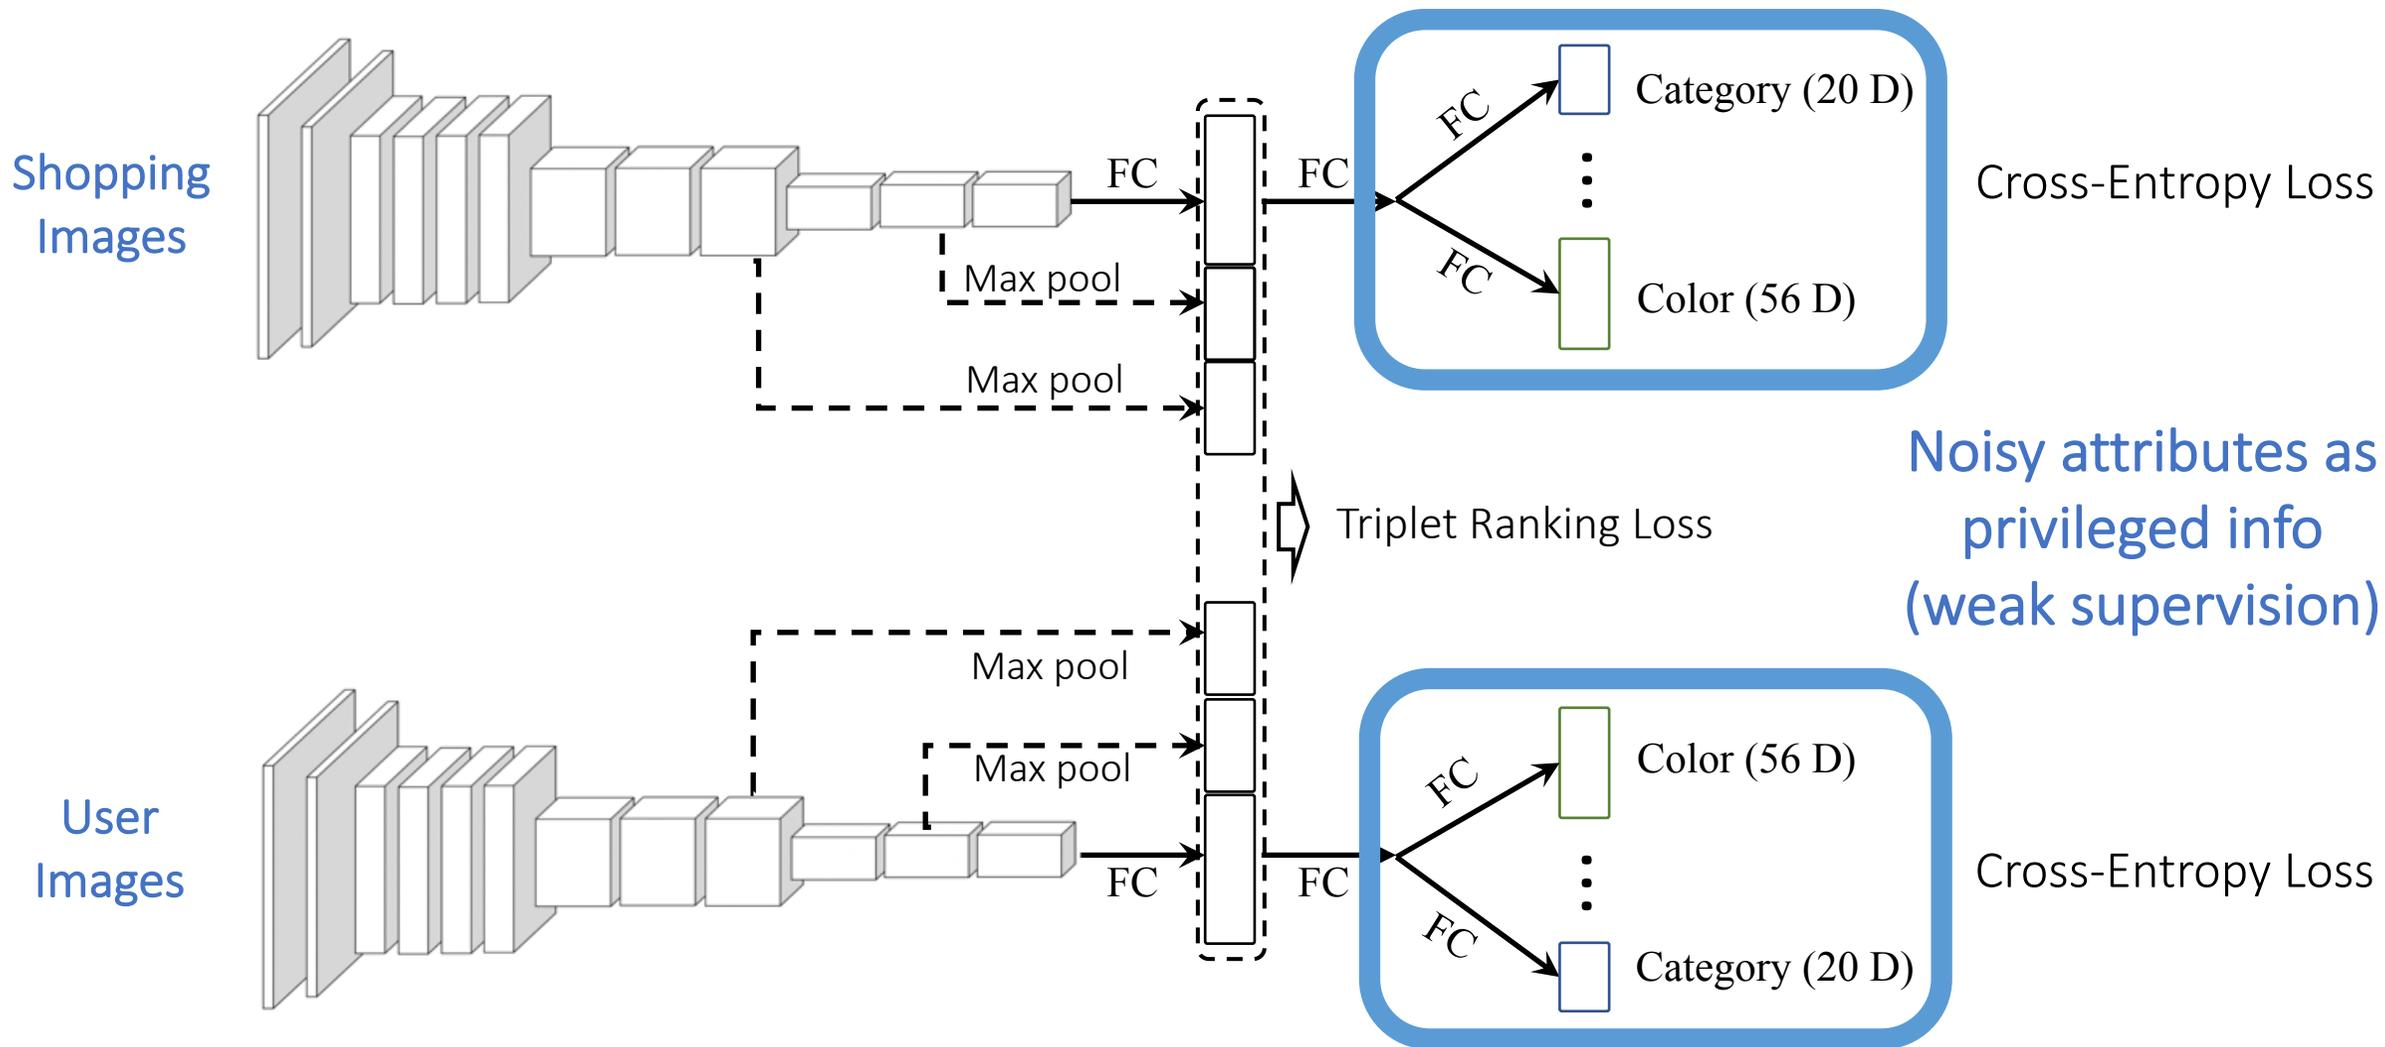 Shopping
Images
FC
FC
Max pool
Max pool
FC
FC
Category (20 D)
Color (56 D)
Cross-Entropy Loss
Triplet Ranking Loss
Noisy attributes as
privileged info
(weak supervision)
User
Images
Max pool
Max pool
FC
FC
FC
FC
Color (56 D)
Category (20 D)
Cross-Entropy Loss